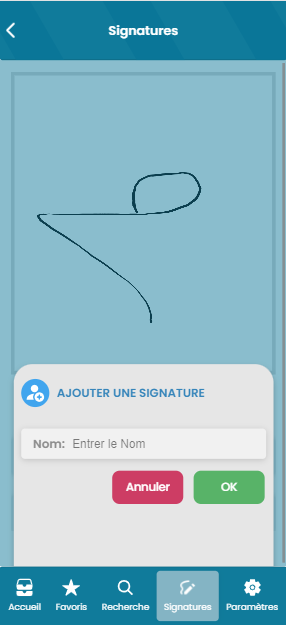 Signatures
AJOUTER UNE SIGNATURE
Nom: Entrer le Nom
Annuler OK
Accueil Favoris Recherche Signatures Paramètres